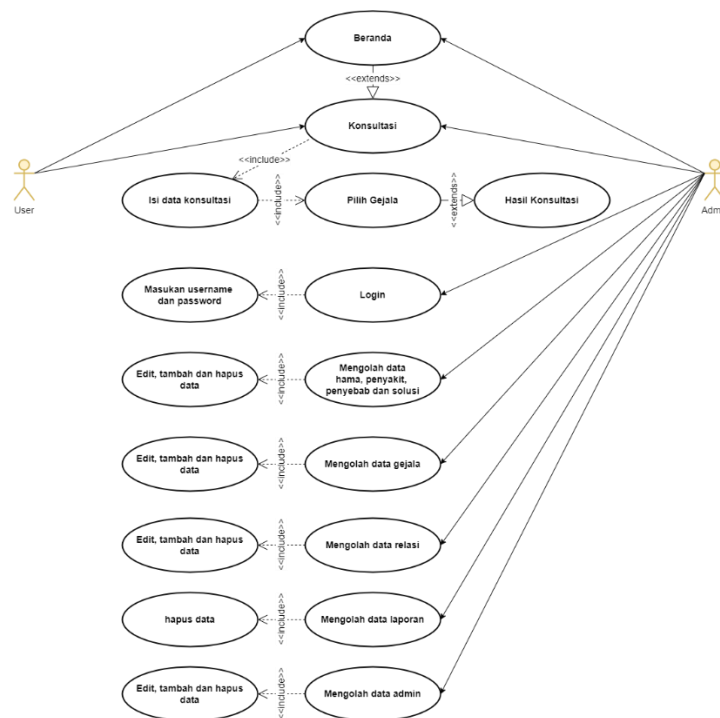 Beranda
<<extends>>
Konsultasi
<<include>>
User
Adm
Isi data konsultasi
<<include>>
Pilih Gejala
<<extends>>
Hasil Konsultasi
Masukan username
dan password
<<include>>
Login
Edit, tambah dan hapus
data
<<include>>
Mengolah data
hama, penyakit,
penyebab dan solusi
Edit, tambah dan hapus
data
<<include>>
Mengolah data gejala
Edit, tambah dan hapus
data
<<include>>
Mengolah data relasi
hapus data
<<include>>
Mengolah data laporan
Edit, tambah dan hapus
data
<<include>>
Mengolah data admin